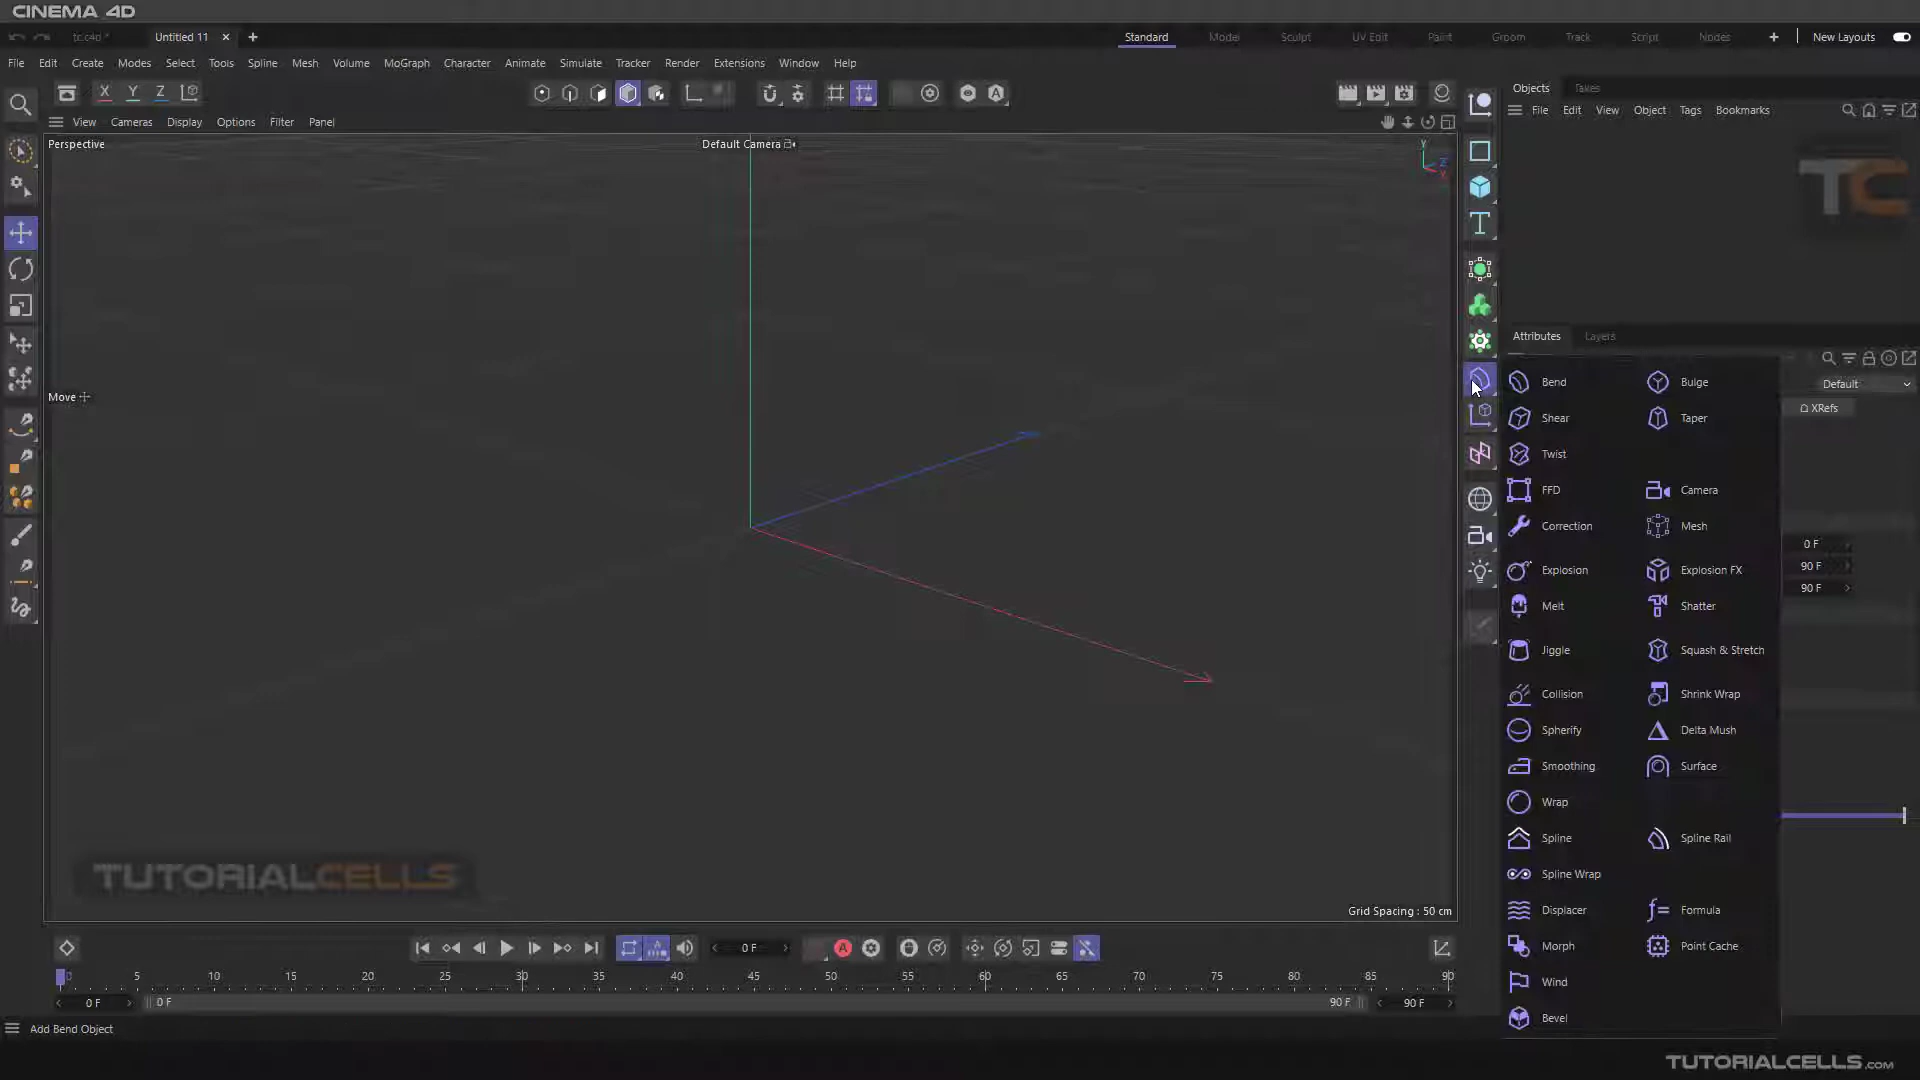 CINEMA 4D
tc.c4d *
Untitled 11
Standard Model Sculpt UV Edit Paint Groom Track Script Nodes New Layouts
File Edit Create Modes Select Tools Spline Mesh Volume MoGraph Character Animate Simulate Tracker Render Extensions Window Help
X Y Z
Objects Takes
File Edit View Object Tags Bookmarks
View Cameras Display Options Filter Panel
Perspective
Default Camera
Y
Z
X
TC
Attributes Layers
Default
XRefs
Move
Bend Bulge
Shear Taper
Twist
FFD Camera
Correction Mesh
Explosion Explosion FX
Melt Shatter
Jiggle Squash & Stretch
Collision Shrink Wrap
Spherify Delta Mush
Smoothing Surface
Wrap
Spline Spline Rail
Spline Wrap
Displacer Formula
Morph Point Cache
Wind
Bevel
0 F
90 F
90 F
TUTORIALCELLS
Grid Spacing : 50 cm
0 F
A
0 5 10 15 20 25 30 35 40 45 50 55 60 65 70 75 80 85 90
0 F 0 F 90 F 90 F
Add Bend Object
TUTORIALCELLS.COM